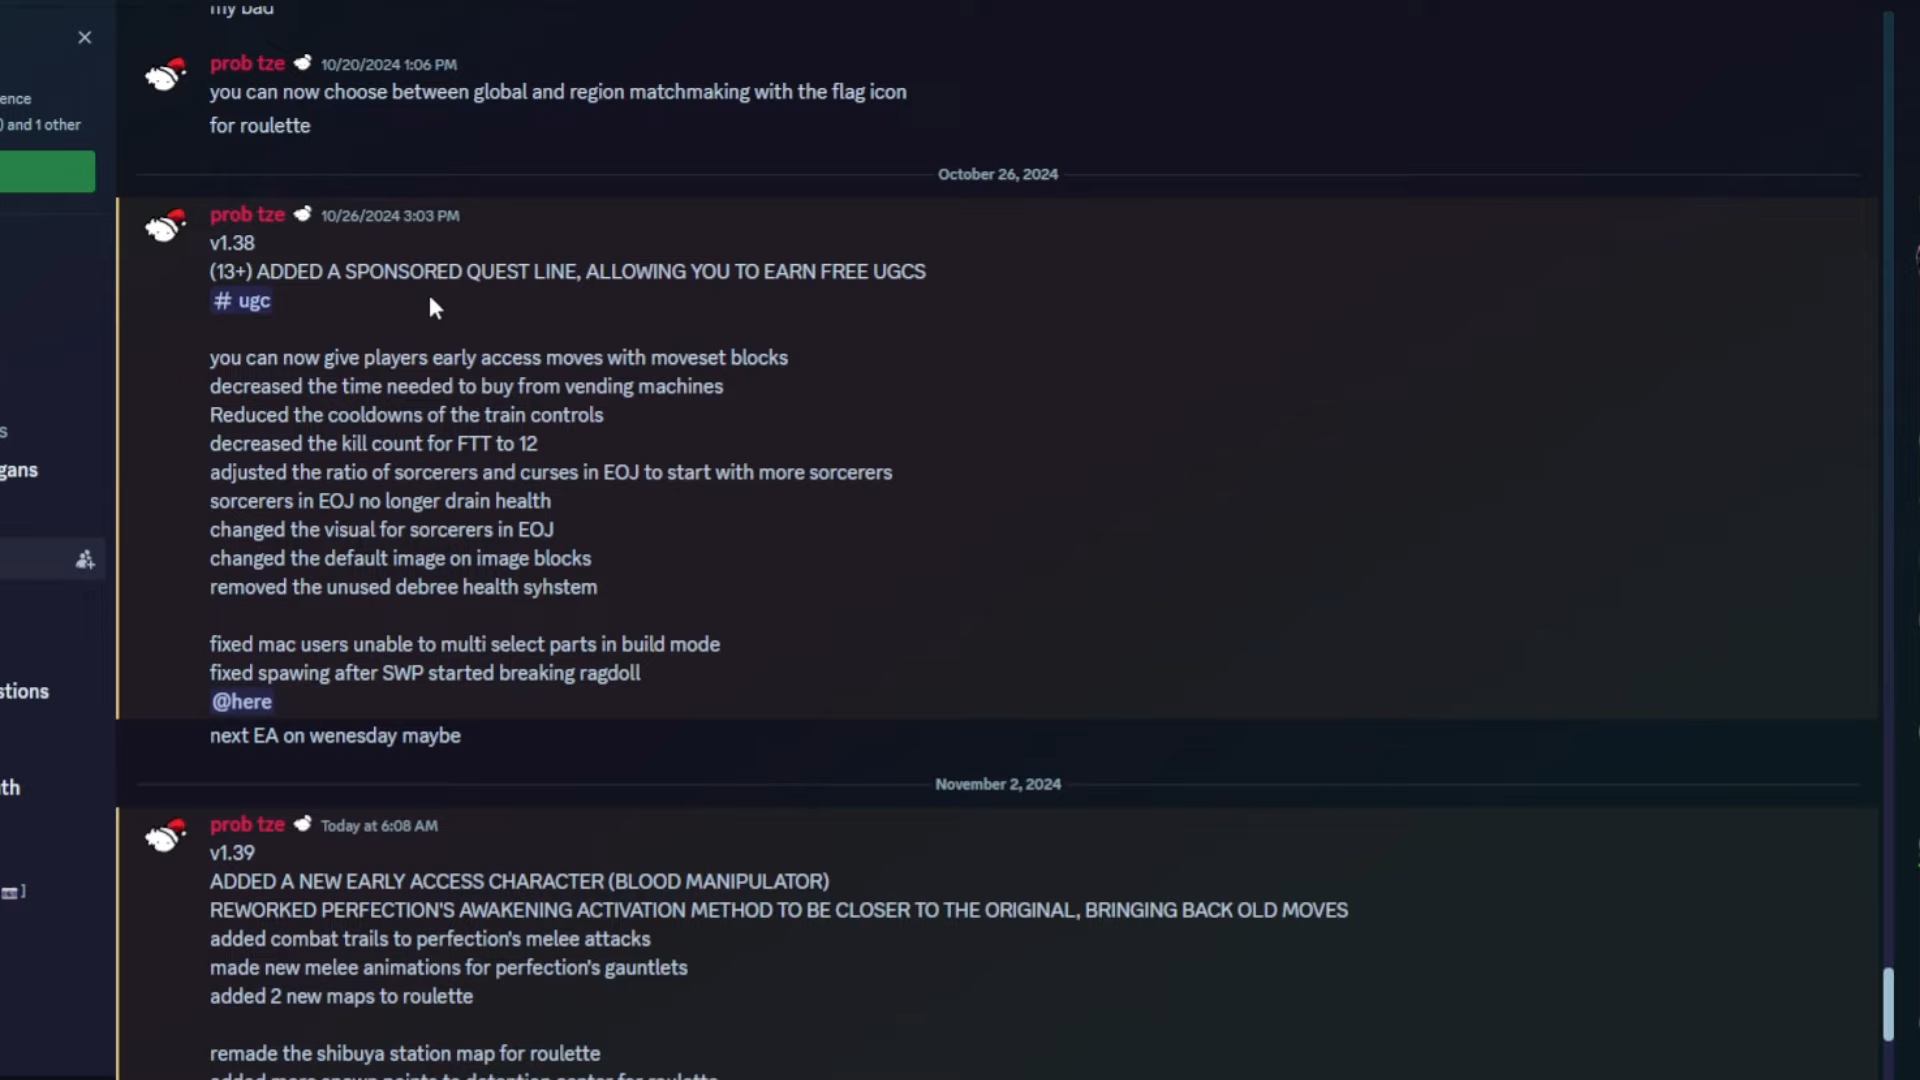 my bad
prob tze 10/20/2024 1:06 PM
you can now choose between global and region matchmaking with the flag icon
for roulette
October 26, 2024
prob tze 10/26/2024 3:03 PM
v1.38
(13+) ADDED A SPONSORED QUEST LINE, ALLOWING YOU TO EARN FREE UGCS
# ugc
you can now give players early access moves with moveset blocks
decreased the time needed to buy from vending machines
Reduced the cooldowns of the train controls
decreased the kill count for FTT to 12
adjusted the ratio of sorcerers and curses in EOJ to start with more sorcerers
sorcerers in EOJ no longer drain health
changed the visual for sorcerers in EOJ
changed the default image on image blocks
removed the unused debree health syhstem
fixed mac users unable to multi select parts in build mode
fixed spawing after SWP started breaking ragdoll
@here
next EA on wenesday maybe
November 2, 2024
prob tze Today at 6:08 AM
v1.39
ADDED A NEW EARLY ACCESS CHARACTER (BLOOD MANIPULATOR)
REWORKED PERFECTION'S AWAKENING ACTIVATION METHOD TO BE CLOSER TO THE ORIGINAL, BRINGING BACK OLD MOVES
added combat trails to perfection's melee attacks
made new melee animations for perfection's gauntlets
added 2 new maps to roulette
remade the shibuya station map for roulette
added more spawn points to detention center for roulette
ence
) and 1 other
s
gans
stions
th
]